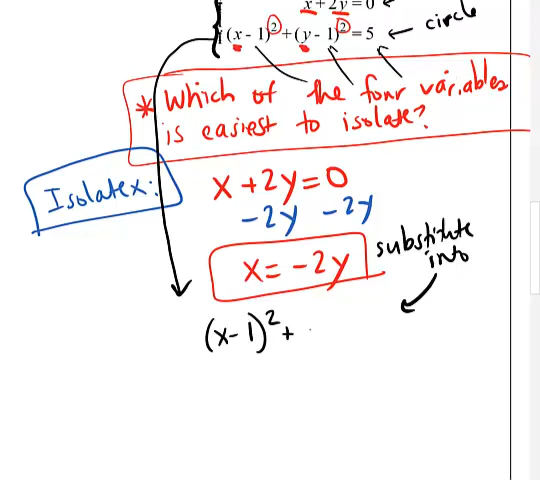 x + 2y = 0
(x - 1)² + (y - 1)² = 5 ← circle
* Which of the four variables
is easiest to isolate?
Isolate x:
x + 2y = 0
-2y -2y
x = -2y
substitute
into
(x-1)² +